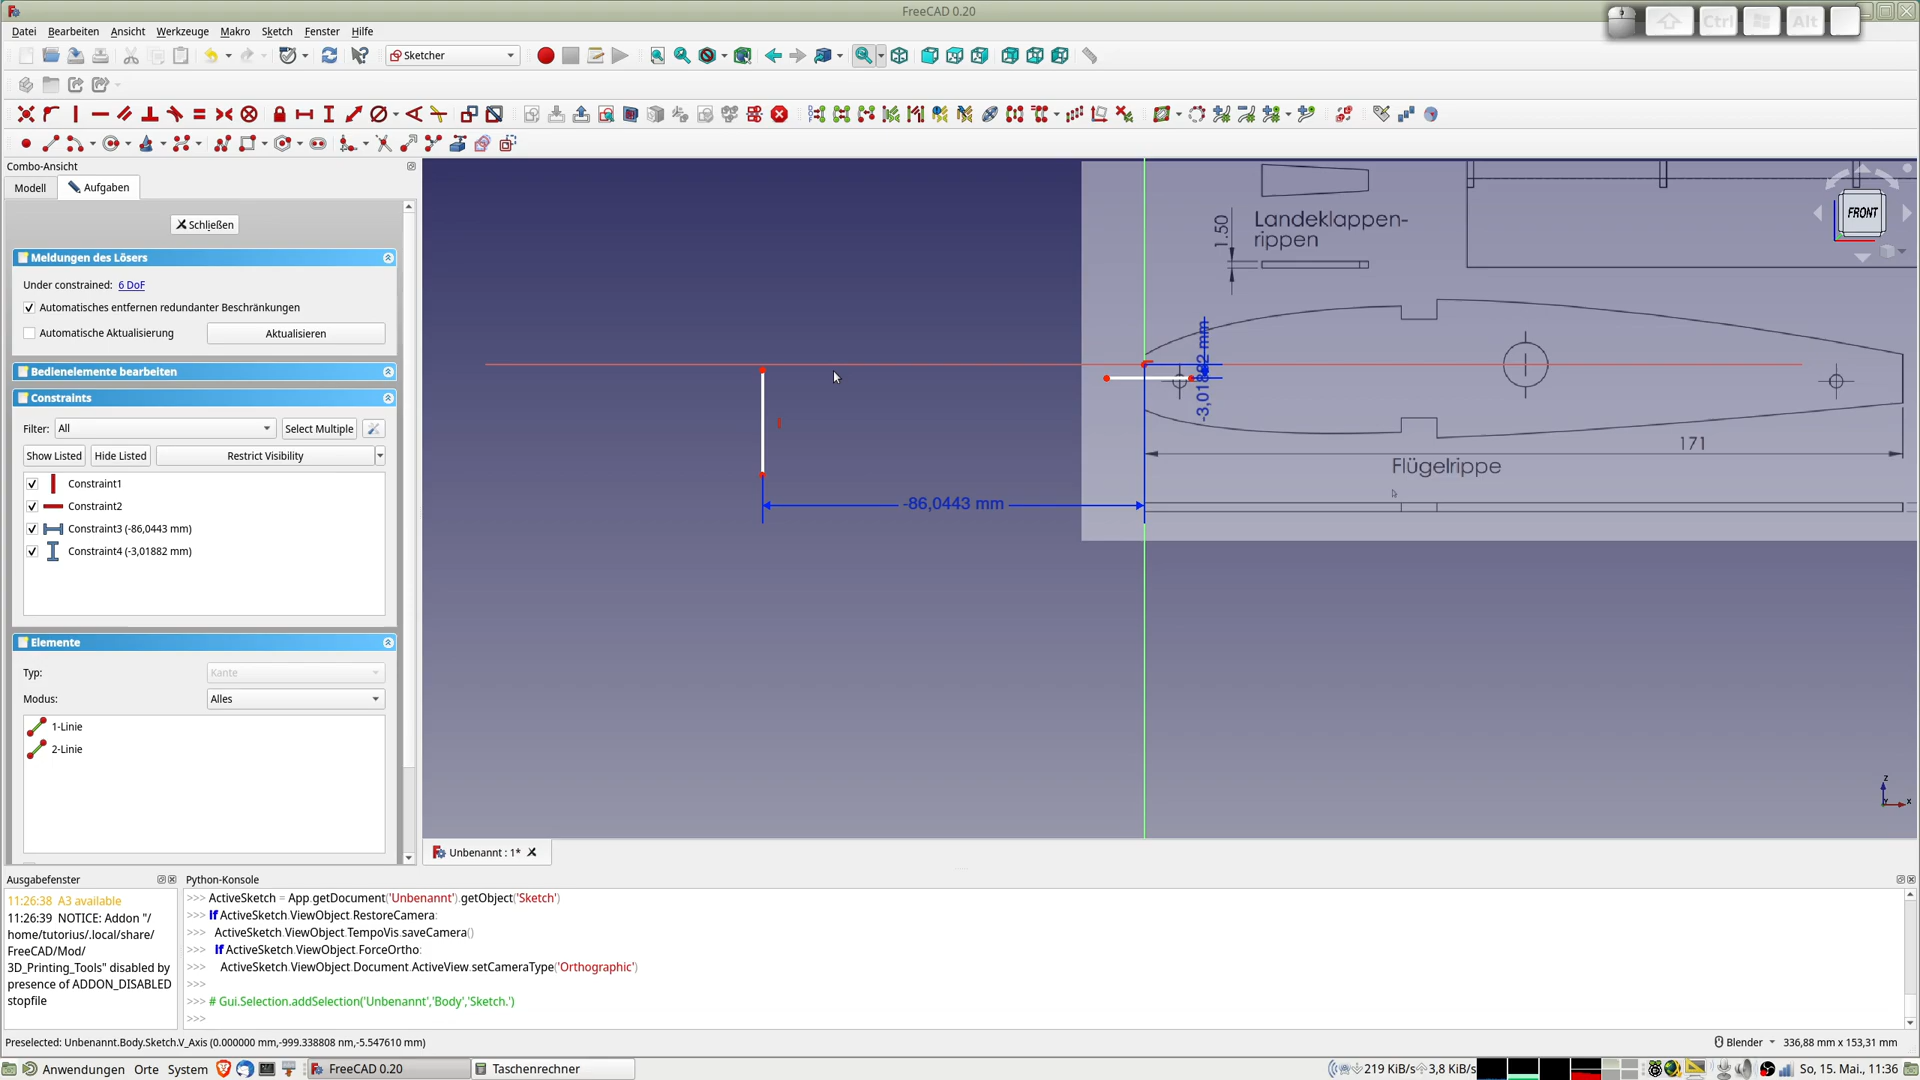 FreeCAD 0.20
Ctrl
Alt
Datei Bearbeiten Ansicht Werkzeuge Makro Sketch Fenster Hilfe
Sketcher
Combo-Ansicht
Modell Aufgaben
Schließen
Meldungen des Lösers
Under constrained: 6 DoF
Automatisches entfernen redundanter Beschränkungen
Automatische Aktualisierung Aktualisieren
Bedienelemente bearbeiten
Constraints
Filter: All Select Multiple
Show Listed Hide Listed Restrict Visibility
Constraint1
Constraint2
Constraint3 (-86,0443 mm)
Constraint4 (-3,01882 mm)
Elemente
Typ: Kante
Modus: Alles
1-Linie
2-Linie
1.50
Landeklappen-
rippen
FRONT
-3,01882 mm
171
Flügelrippe
-86,0443 mm
z
x
Unbenannt : 1*
Ausgabefenster
11:26:38 A3 available
11:26:39 NOTICE: Addon "/
home/tutorius/.local/share/
FreeCAD/Mod/
3D_Printing_Tools" disabled by
presence of ADDON_DISABLED
stopfile
Python-Konsole
>>> ActiveSketch = App.getDocument('Unbenannt').getObject('Sketch')
>>> If ActiveSketch.ViewObject.RestoreCamera:
>>> ActiveSketch.ViewObject.TempoVis.saveCamera()
>>> If ActiveSketch.ViewObject.ForceOrtho:
>>> ActiveSketch.ViewObject.Document.ActiveView.setCameraType('Orthographic')
>>>
>>> # Gui.Selection.addSelection('Unbenannt','Body','Sketch.')
>>>
Preselected: Unbenannt.Body.Sketch.V_Axis (0.000000 mm,-999.338808 nm,-5.547610 mm)
Blender 336,88 mm x 153,31 mm
Anwendungen Orte System
FreeCAD 0.20
Taschenrechner
219 KiB/s 3,8 KiB/s
So, 15. Mai., 11:36